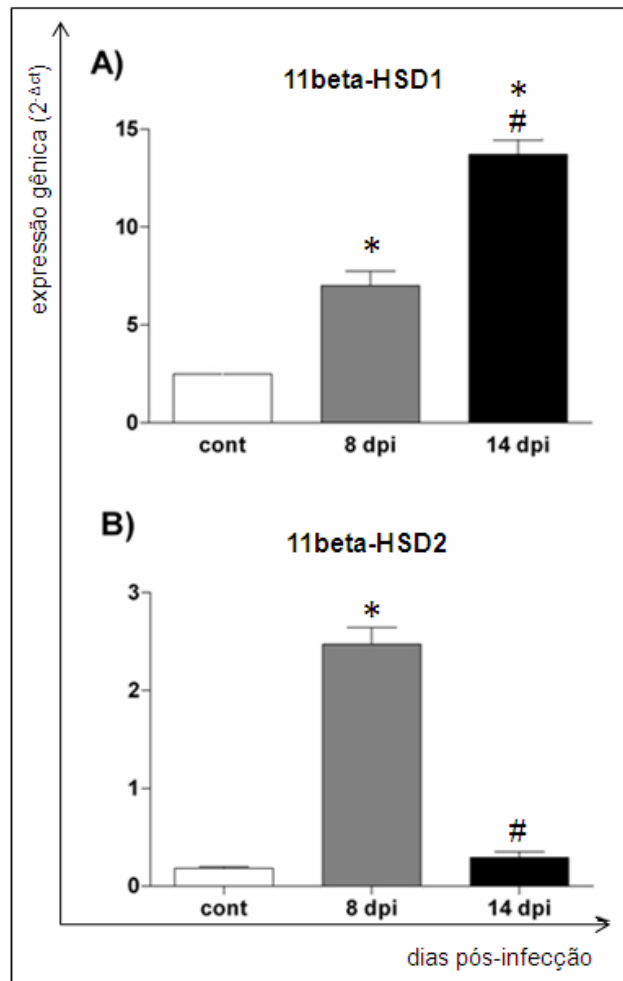 expressão gênica (2^-Δct)
A)
11beta-HSD1
*
#
*
15
10
5
0
cont 8 dpi 14 dpi
B)
11beta-HSD2
*
#
3
2
1
0
cont 8 dpi 14 dpi
dias pós-infecção